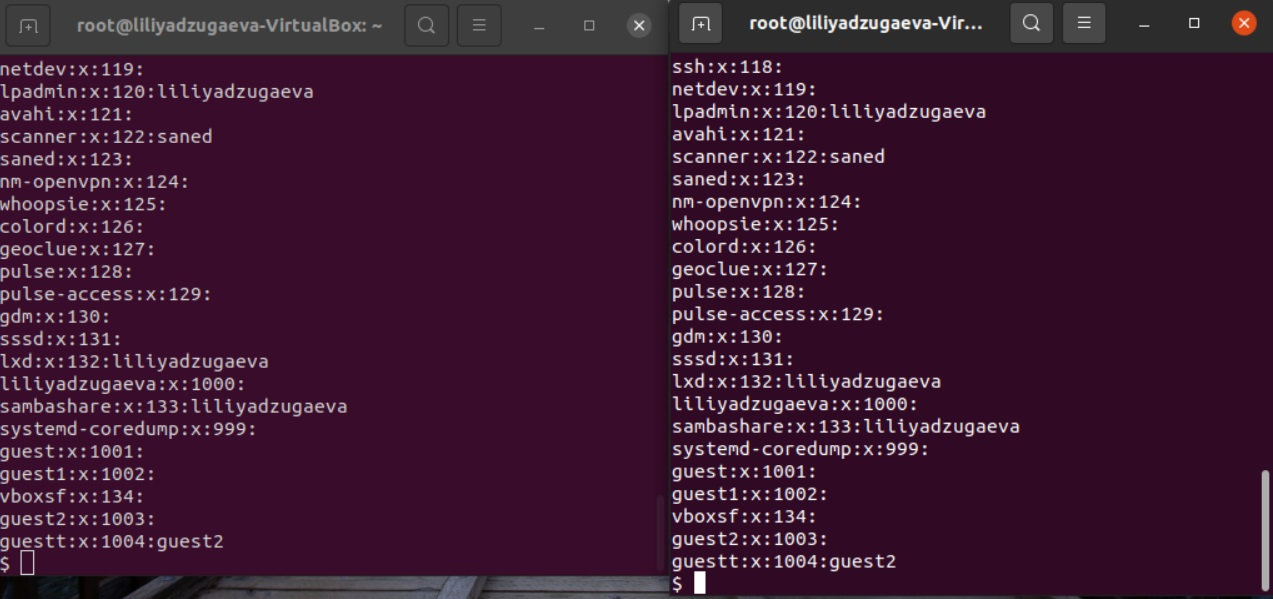 root@liliyadzugaeva-VirtualBox: ~
netdev:x:119:
lpadmin:x:120:liliyadzugaeva
avahi:x:121:
scanner:x:122:saned
saned:x:123:
nm-openvpn:x:124:
whoopsie:x:125:
colord:x:126:
geoclue:x:127:
pulse:x:128:
pulse-access:x:129:
gdm:x:130:
sssd:x:131:
lxd:x:132:liliyadzugaeva
liliyadzugaeva:x:1000:
sambashare:x:133:liliyadzugaeva
systemd-coredump:x:999:
guest:x:1001:
guest1:x:1002:
vboxsf:x:134:
guest2:x:1003:
guestt:x:1004:guest2
$
root@liliyadzugaeva-Vir...
ssh:x:118:
netdev:x:119:
lpadmin:x:120:liliyadzugaeva
avahi:x:121:
scanner:x:122:saned
saned:x:123:
nm-openvpn:x:124:
whoopsie:x:125:
colord:x:126:
geoclue:x:127:
pulse:x:128:
pulse-access:x:129:
gdm:x:130:
sssd:x:131:
lxd:x:132:liliyadzugaeva
liliyadzugaeva:x:1000:
sambashare:x:133:liliyadzugaeva
systemd-coredump:x:999:
guest:x:1001:
guest1:x:1002:
vboxsf:x:134:
guest2:x:1003:
guestt:x:1004:guest2
$